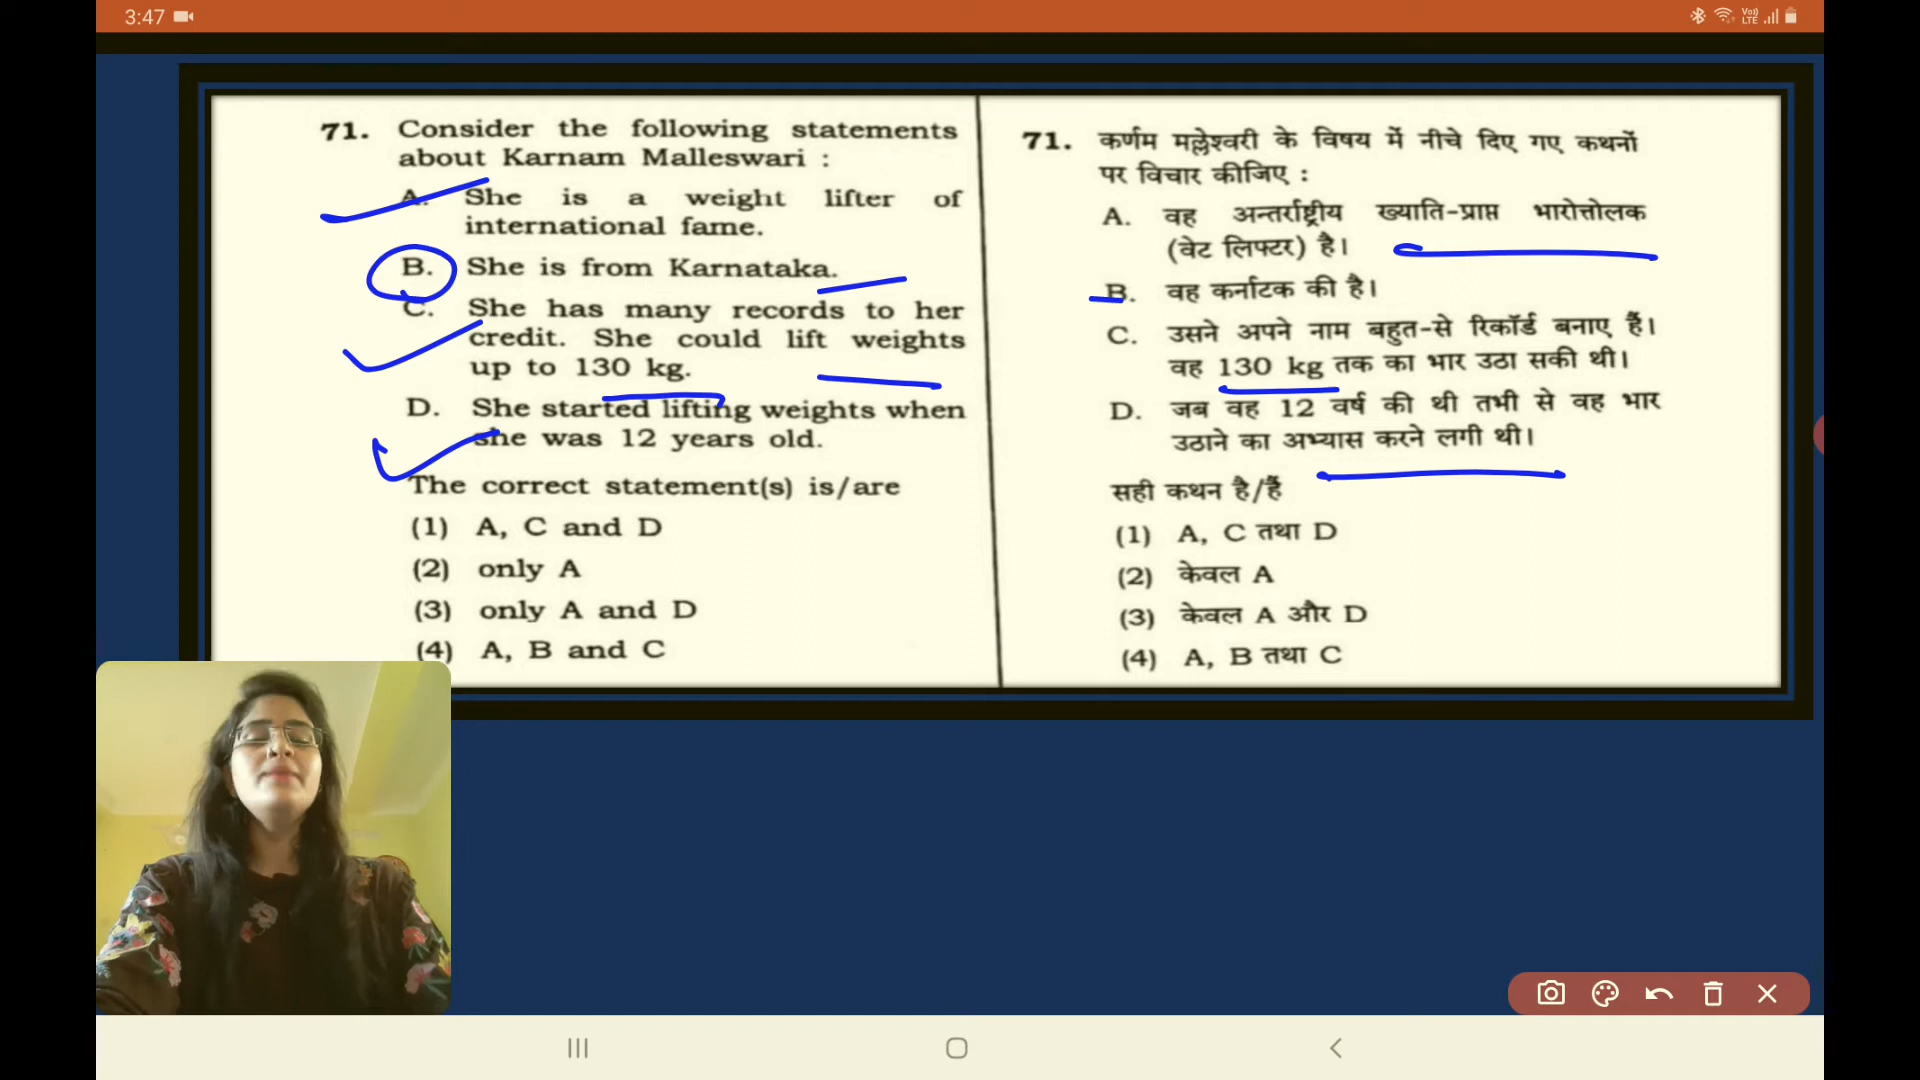 3:47
Vo)) LTE
71. Consider the following statements
about Karnam Malleswari :
A. She is a weight lifter of
international fame.
B. She is from Karnataka.
C. She has many records to her
credit. She could lift weights
up to 130 kg.
D. She started lifting weights when
she was 12 years old.
The correct statement(s) is/are
(1) A, C and D
(2) only A
(3) only A and D
(4) A, B and C
71. कर्णम मल्लेश्वरी के विषय में नीचे दिए गए कथनों
पर विचार कीजिए :
A. वह अन्तर्राष्ट्रीय ख्याति-प्राप्त भारोत्तोलक
(वेट लिफ्टर) है।
B. वह कर्नाटक की है।
C. उसने अपने नाम बहुत-से रिकॉर्ड बनाए हैं।
वह 130 kg तक का भार उठा सकी थी।
D. जब वह 12 वर्ष की थी तभी से वह भार
उठाने का अभ्यास करने लगी थी।
सही कथन है/हैं
(1) A, C तथा D
(2) केवल A
(3) केवल A और D
(4) A, B तथा C